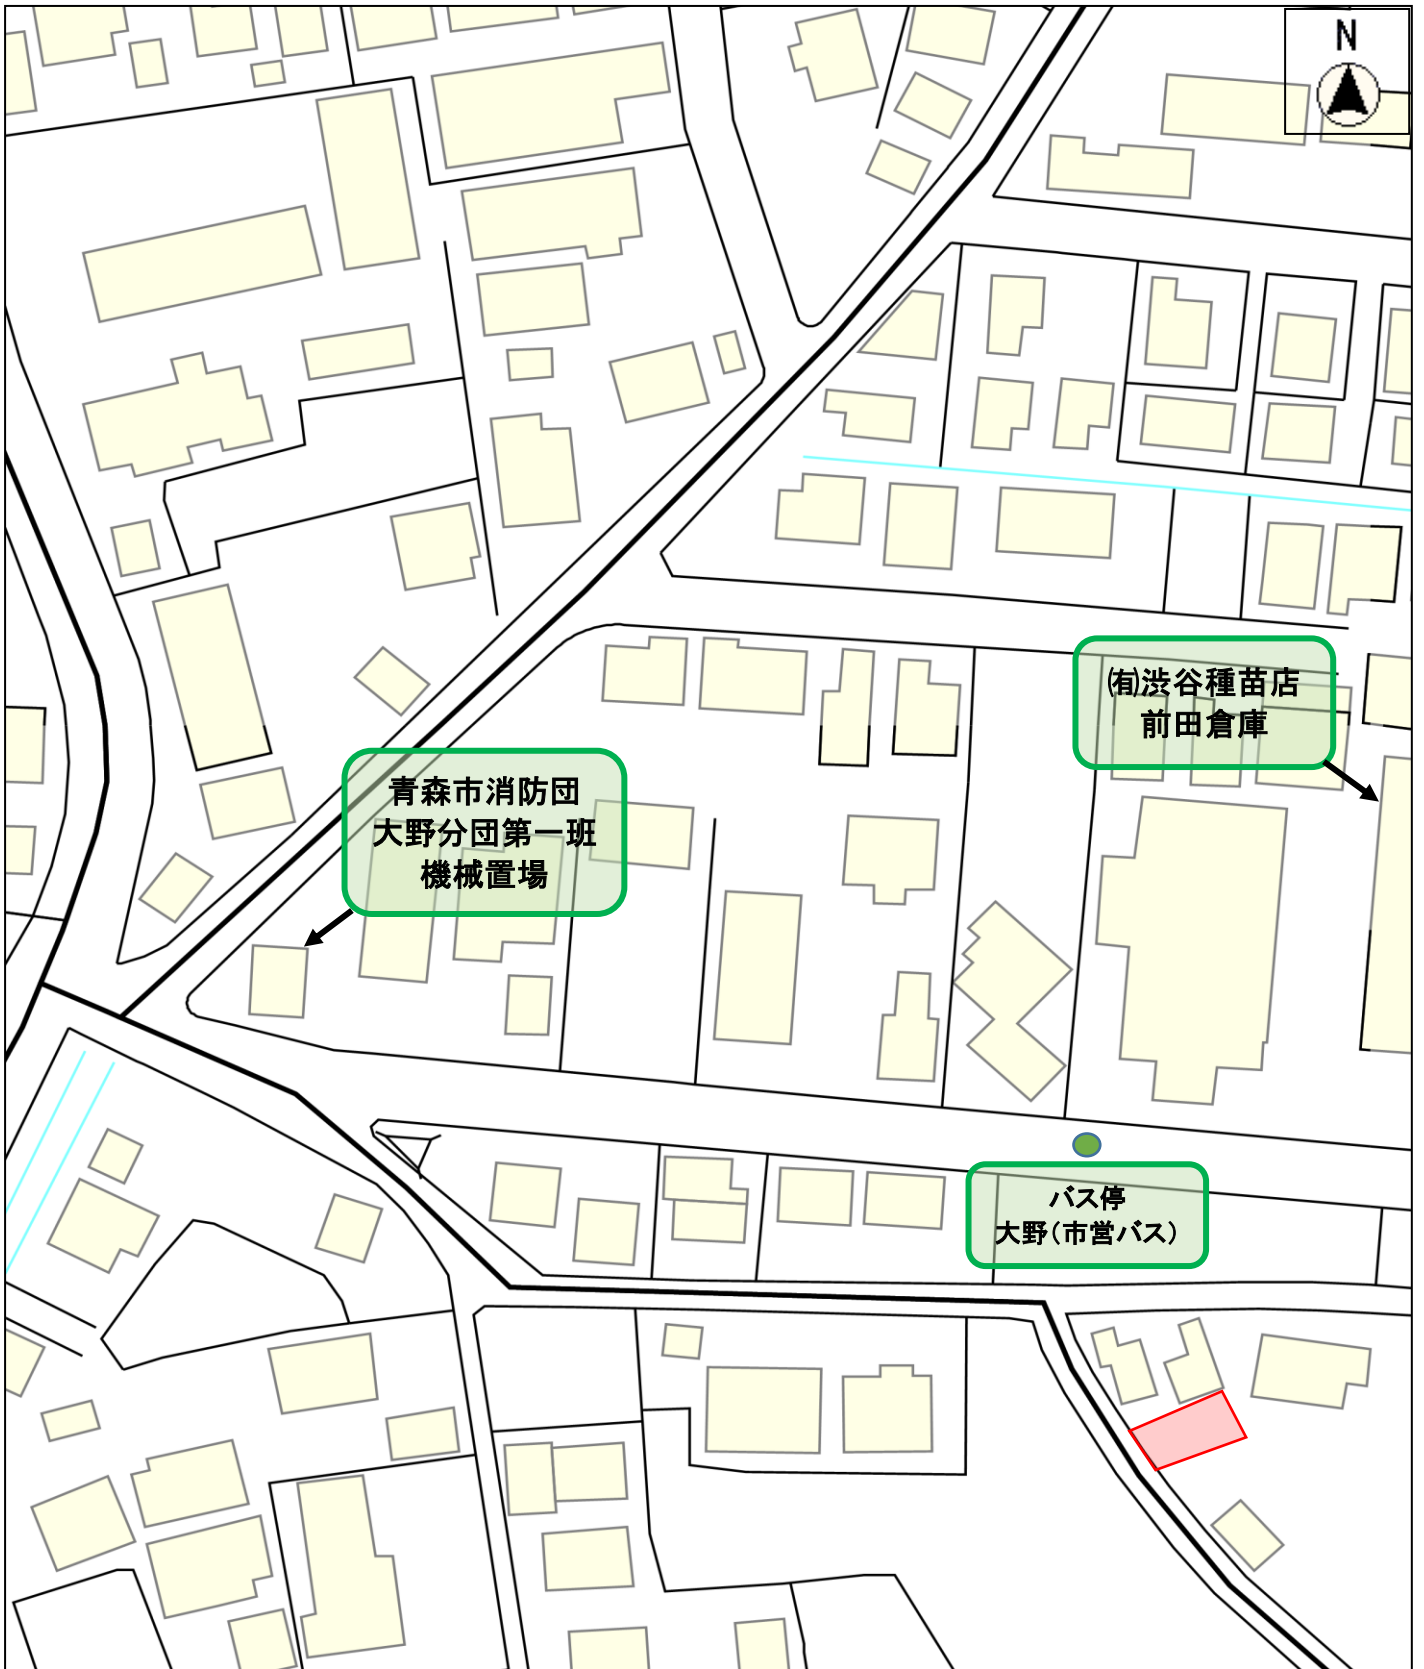 N
㈲渋谷種苗店
前田倉庫
青森市消防団
大野分団第一班
機械置場
バス停
大野（市営バス）